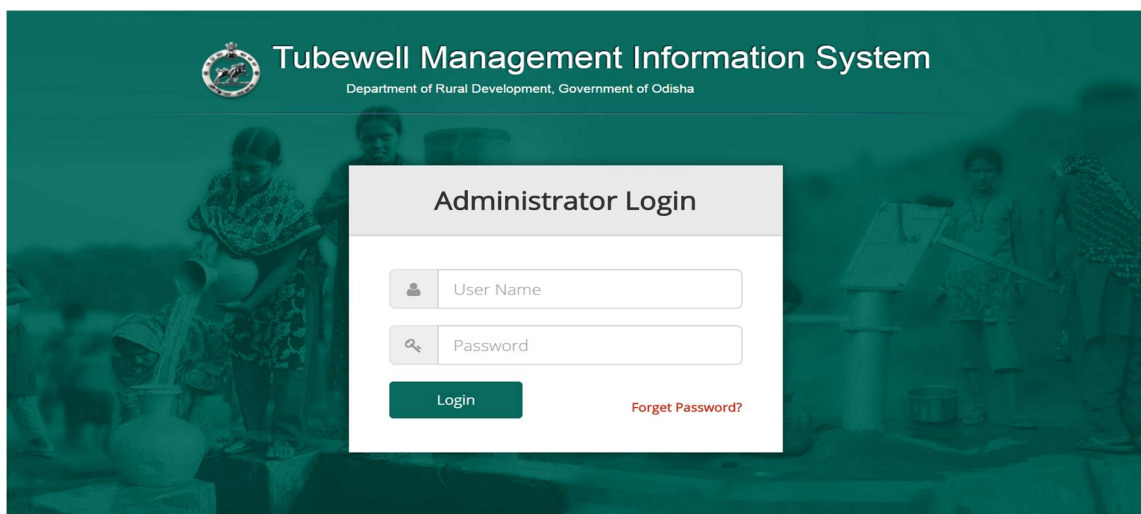 Tubewell Management Information System
Department of Rural Development, Government of Odisha
Administrator Login
User Name
Password
Login
Forget Password?